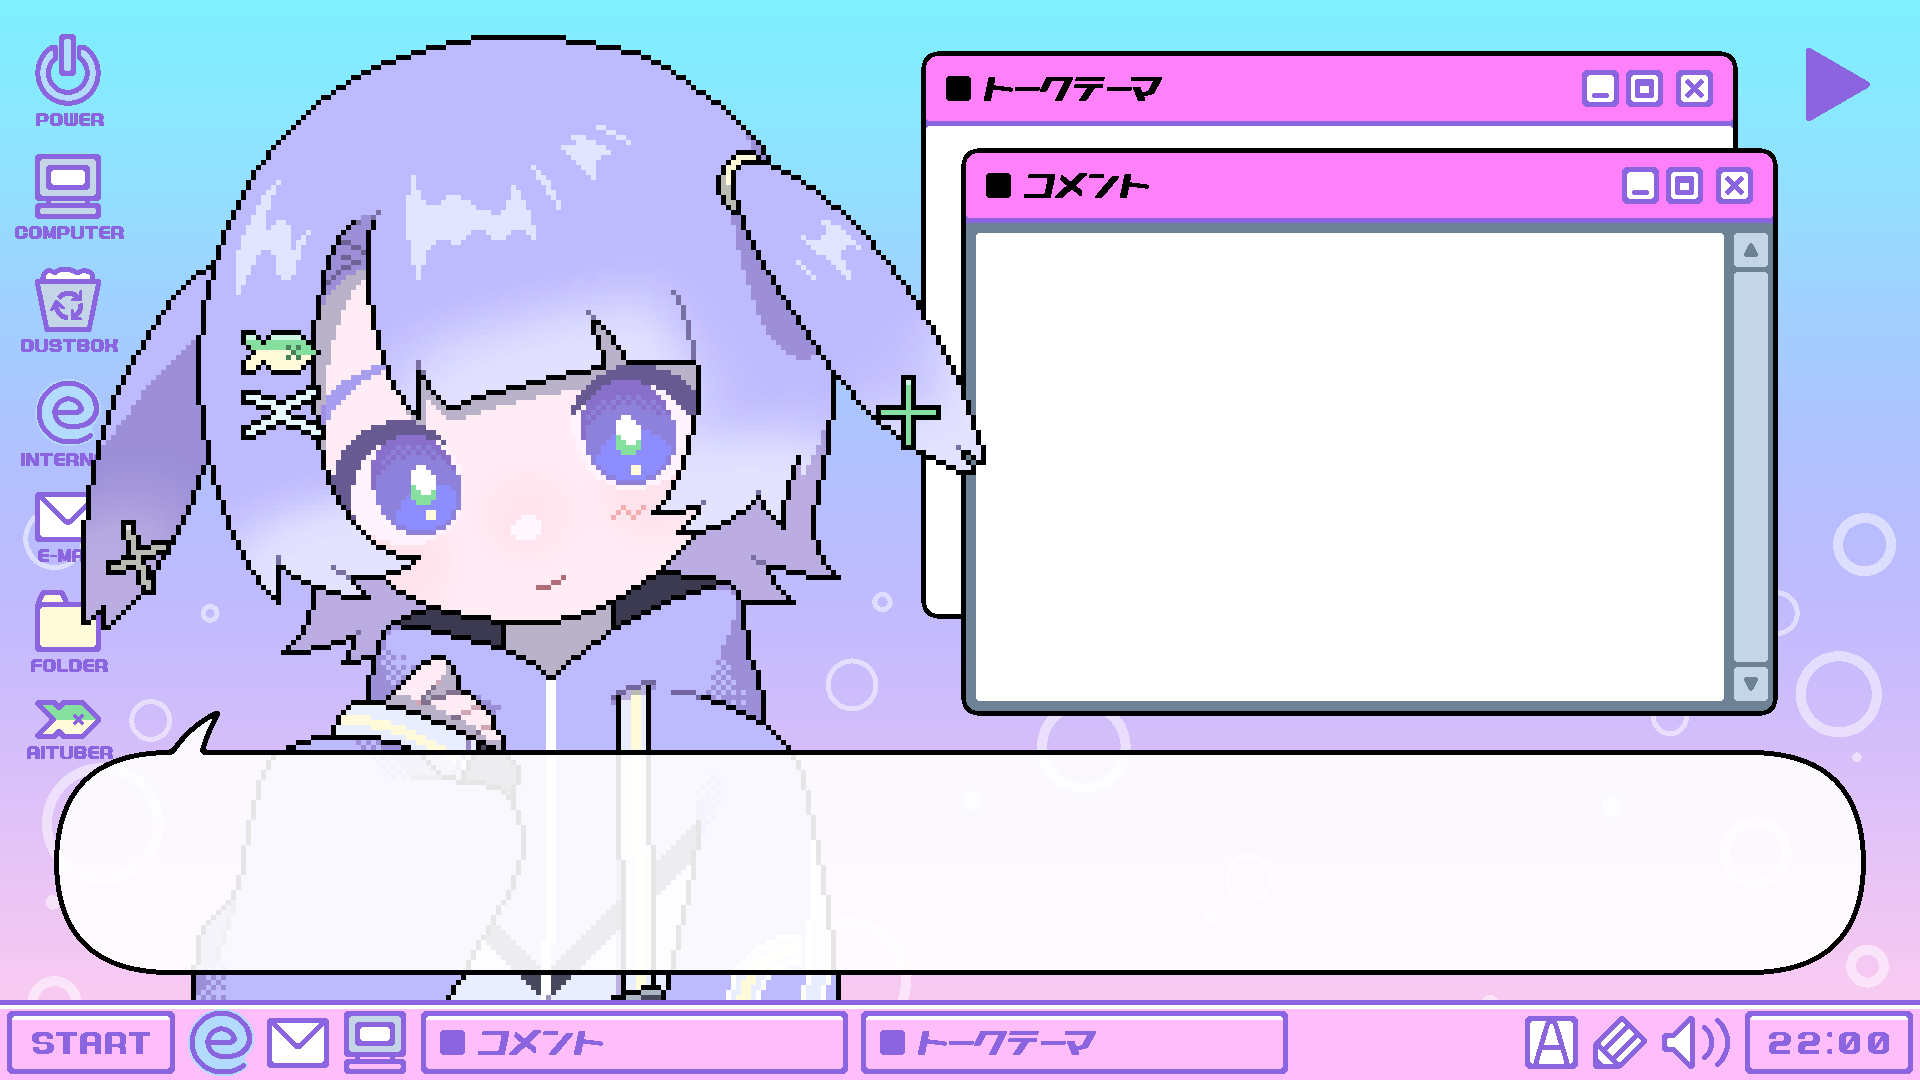 POWER
COMPUTER
DUSTBOX
INTERN
E-MA
FOLDER
AITUBER
トークテーマ
コメント
START
コメント
トークテーマ
A
22:00